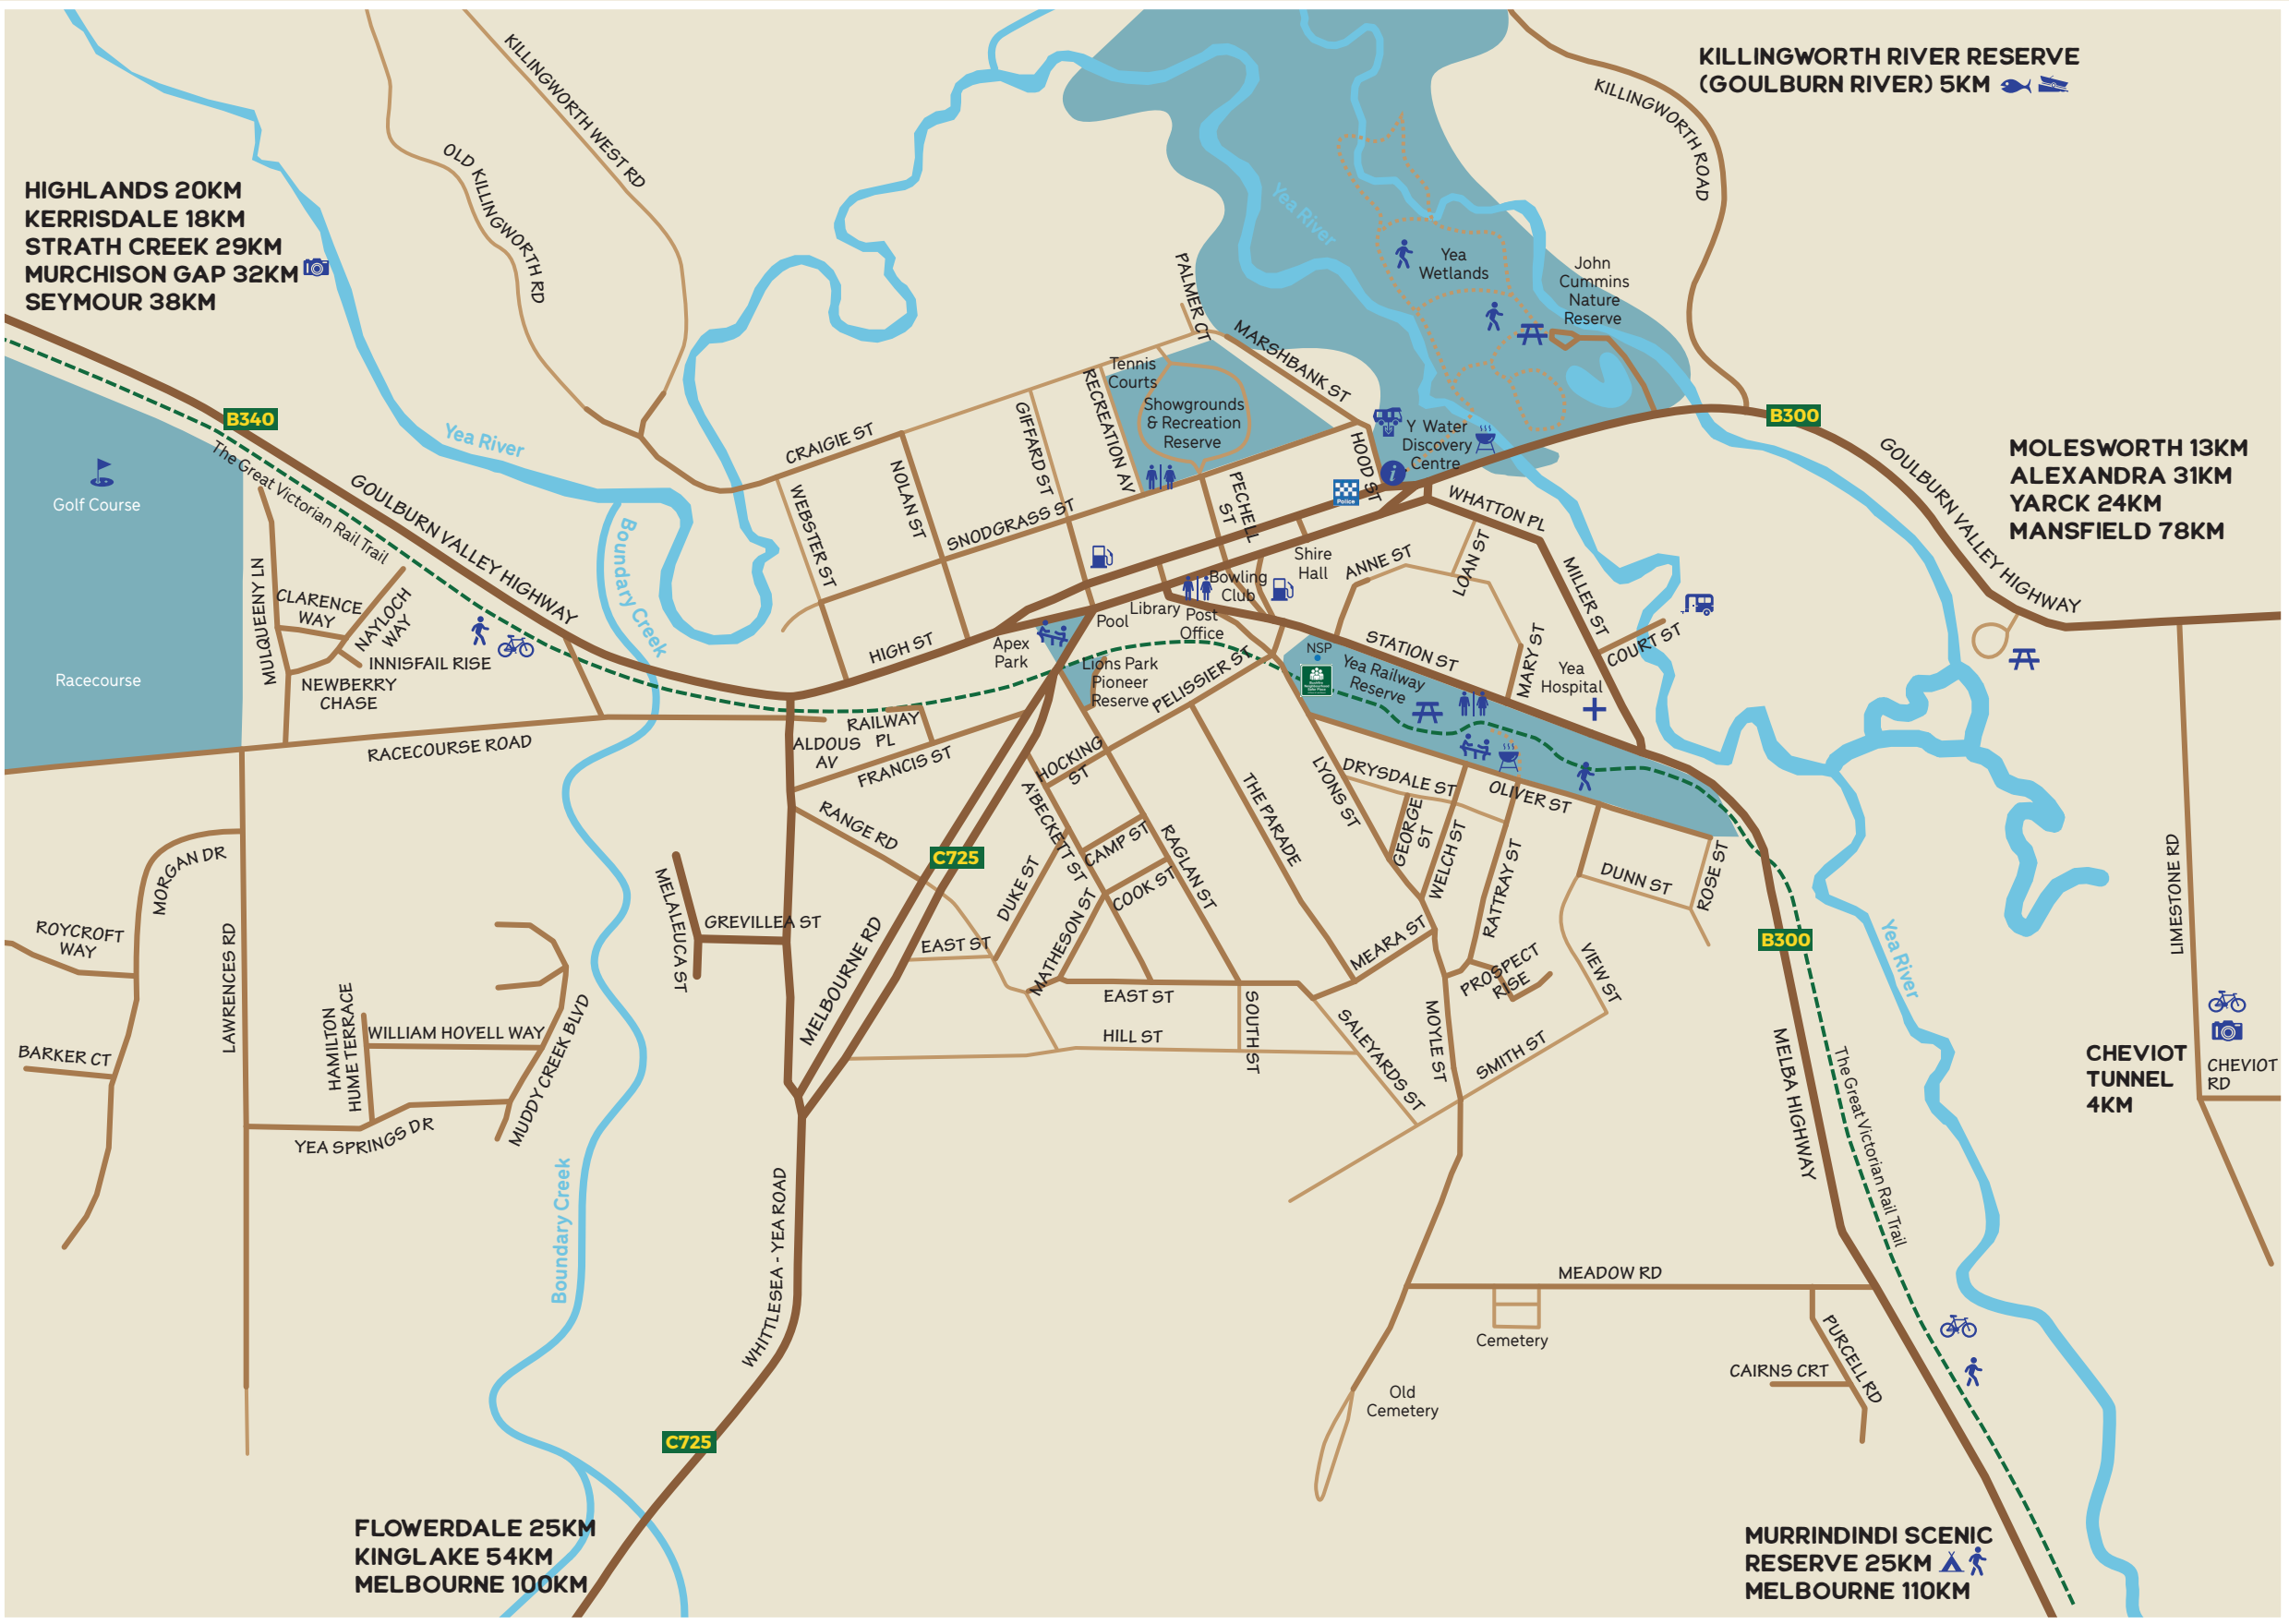 KILLINGWORTH RIVER RESERVE
(GOULBURN RIVER) 5KM
KILLINGWORTH WEST RD
OLD KILLINGWORTH RD
KILLINGWORTH ROAD
HIGHLANDS 20KM
KERRISDALE 18KM
STRATH CREEK 29KM
MURCHISON GAP 32KM
SEYMOUR 38KM
Yea River
Yea
Wetlands
John
Cummins
Nature
Reserve
PALMER CT
MARSHBANK ST
Tennis
Courts
Showgrounds
& Recreation
Reserve
RECREATION AV
GIFFARD ST
CRAIGIE ST
NOLAN ST
WEBSTER ST
SNODGRASS ST
PECHELL
ST
HOOD ST
Y Water
Discovery
Centre
i
Police
B340
B300
The Great Victorian Rail Trail
GOULBURN VALLEY HIGHWAY
Yea River
Boundary Creek
GOULBURN VALLEY HIGHWAY
MOLESWORTH 13KM
ALEXANDRA 31KM
YARCK 24KM
MANSFIELD 78KM
Golf Course
Racecourse
MULQUEENY LN
CLARENCE
WAY
NAYLOCH
WAY
INNISFAIL RISE
NEWBERRY
CHASE
RACECOURSE ROAD
WHATTON PL
Shire
Hall
ANNE ST
LOAN ST
MILLER ST
COURT ST
MARY ST
Yea
Hospital
Bowling
Club
Library
Post
Office
Pool
Apex
Park
HIGH ST
Lions Park
Pioneer
Reserve
PELISSIER ST
STATION ST
NSP
Yea Railway
Reserve
RAILWAY
PL
ALDOUS
AV
FRANCIS ST
RANGE RD
HOCKING
ST
A'BECKETT ST
CAMP ST
COOK ST
RAGLAN ST
THE PARADE
LYONS ST
DRYSDALE ST
GEORGE
ST
WELCH ST
OLIVER ST
RATTRAY ST
DUNN ST
ROSE ST
C725
MELBOURNE RD
DUKE ST
MATHESON ST
EAST ST
EAST ST
HILL ST
SOUTH ST
MEARA ST
SALEYARDS ST
MOYLE ST
PROSPECT
RISE
VIEW ST
SMITH ST
MELALEUCA ST
GREVILLEA ST
MORGAN DR
ROYCROFT
WAY
BARKER CT
LAWRENCES RD
HAMILTON
HUME TERRACE
WILLIAM HOVELL WAY
MUDDY CREEK BLVD
YEA SPRINGS DR
Boundary Creek
WHITTLESEA - YEA ROAD
B300
MELBA HIGHWAY
The Great Victorian Rail Trail
Yea River
LIMESTONE RD
CHEVIOT
TUNNEL
4KM
CHEVIOT
RD
MEADOW RD
Cemetery
Old
Cemetery
CAIRNS CRT
PURCELL RD
C725
FLOWERDALE 25KM
KINGLAKE 54KM
MELBOURNE 100KM
MURRINDINDI SCENIC
RESERVE 25KM
MELBOURNE 110KM